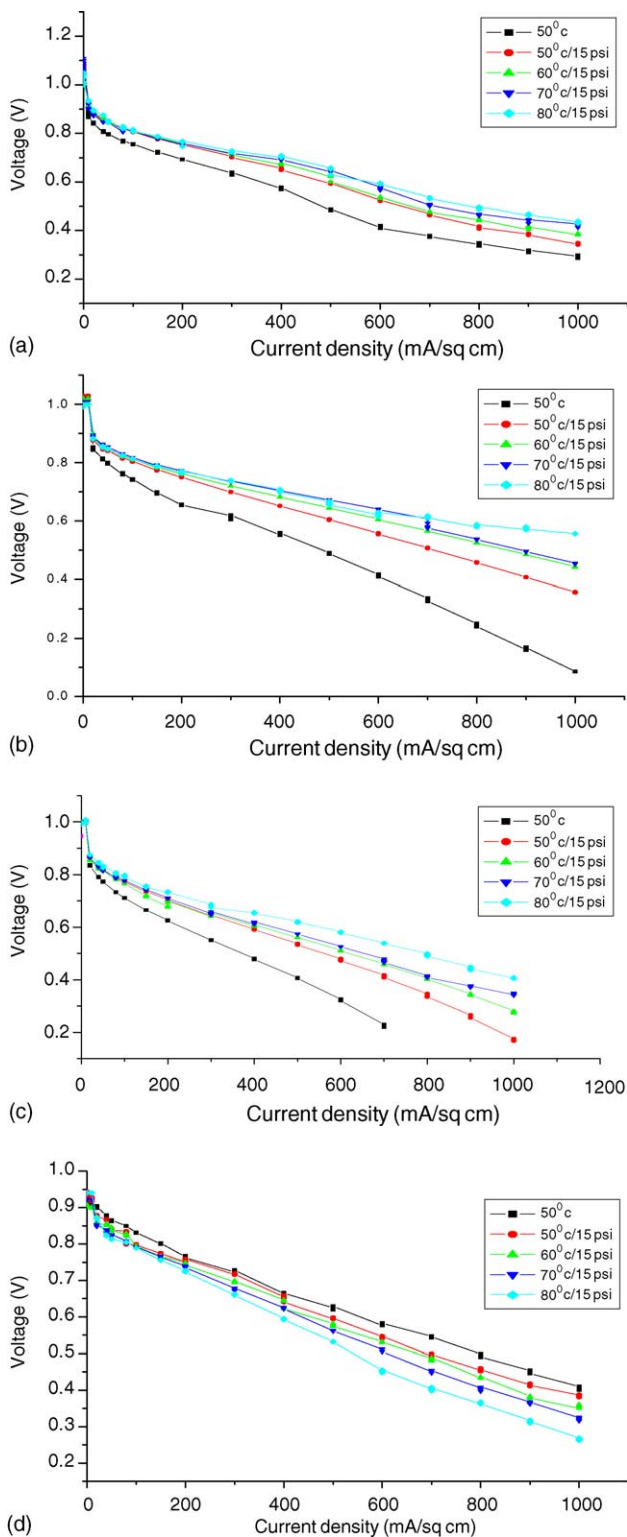 1.2
1.0
0.8
0.6
0.4
0.2
Voltage (V)
50⁰c
50⁰c/15 psi
60⁰c/15 psi
70⁰c/15 psi
80⁰c/15 psi
0 200 400 600 800 1000
Current density (mA/sq cm)
(a)
1.0
0.8
0.6
0.4
0.2
0.0
Voltage (V)
50⁰c
50⁰c/15 psi
60⁰c/15 psi
70⁰c/15 psi
80⁰c/15 psi
0 200 400 600 800 1000
Current density (mA/sq cm)
(b)
1.0
0.8
0.6
0.4
0.2
Voltage (V)
50⁰c
50⁰c/15 psi
60⁰c/15 psi
70⁰c/15 psi
80⁰c/15 psi
0 200 400 600 800 1000 1200
Current density (mA/sq cm)
(c)
1.0
0.9
0.8
0.7
0.6
0.5
0.4
0.3
0.2
Voltage (V)
50⁰c
50⁰c/15 psi
60⁰c/15 psi
70⁰c/15 psi
80⁰c/15 psi
0 200 400 600 800 1000
Current density (mA/sq cm)
(d)